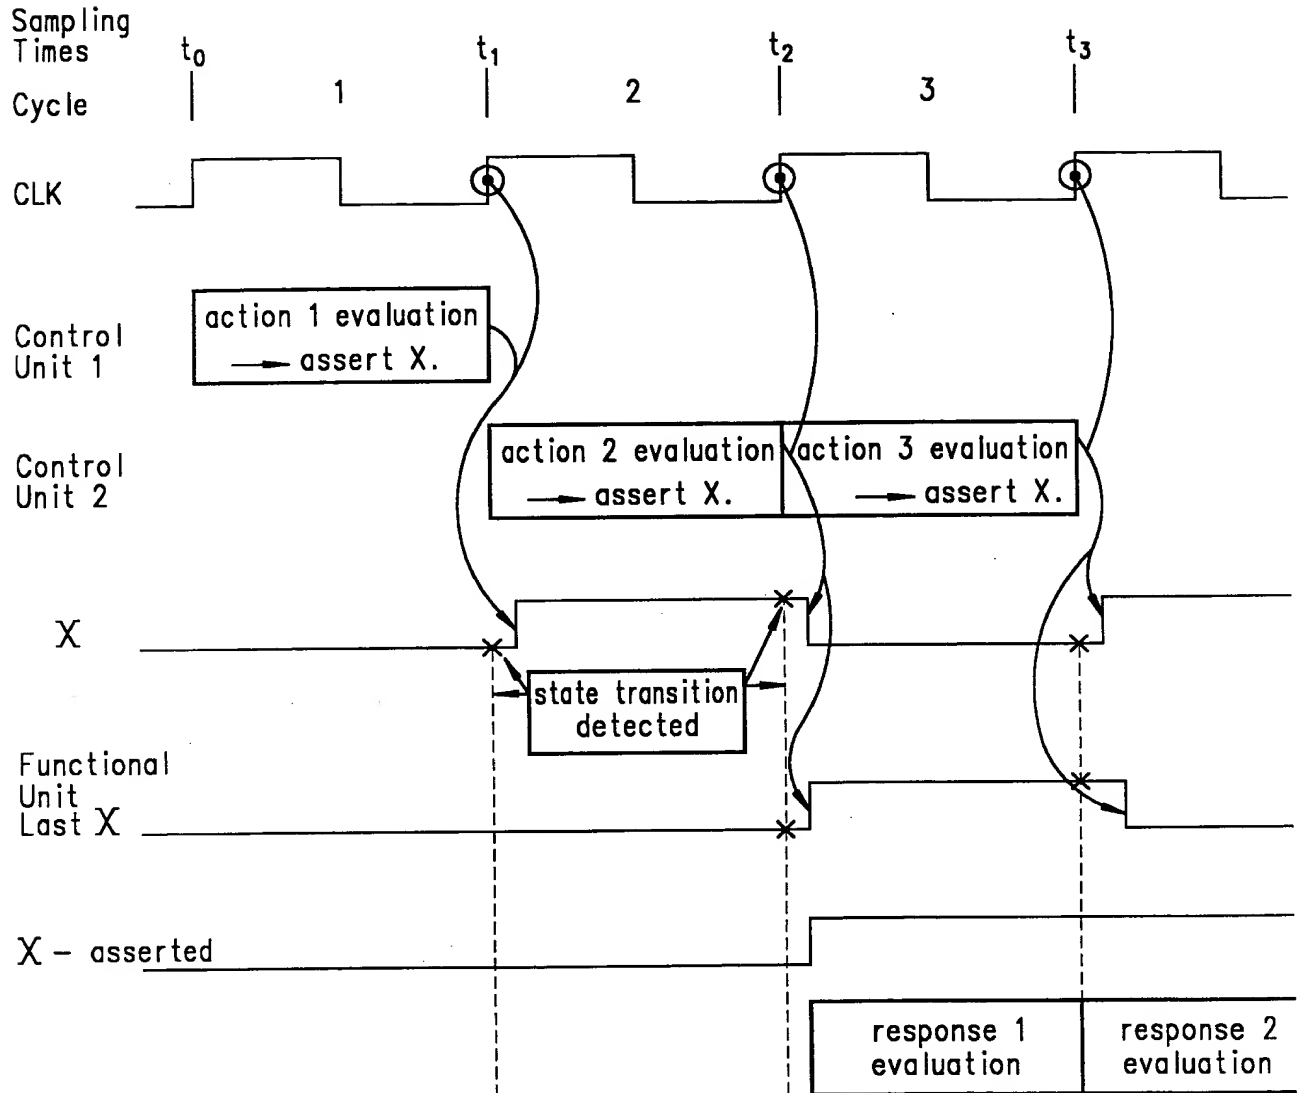 Sampling
Times
t0 t1 t2 t3
Cycle 1 2 3
CLK
Control
Unit 1
action 1 evaluation
→ assert X.
Control
Unit 2
action 2 evaluation
→ assert X.
action 3 evaluation
→ assert X.
X
state transition
detected
Functional
Unit
Last X
X - asserted
response 1
evaluation
response 2
evaluation